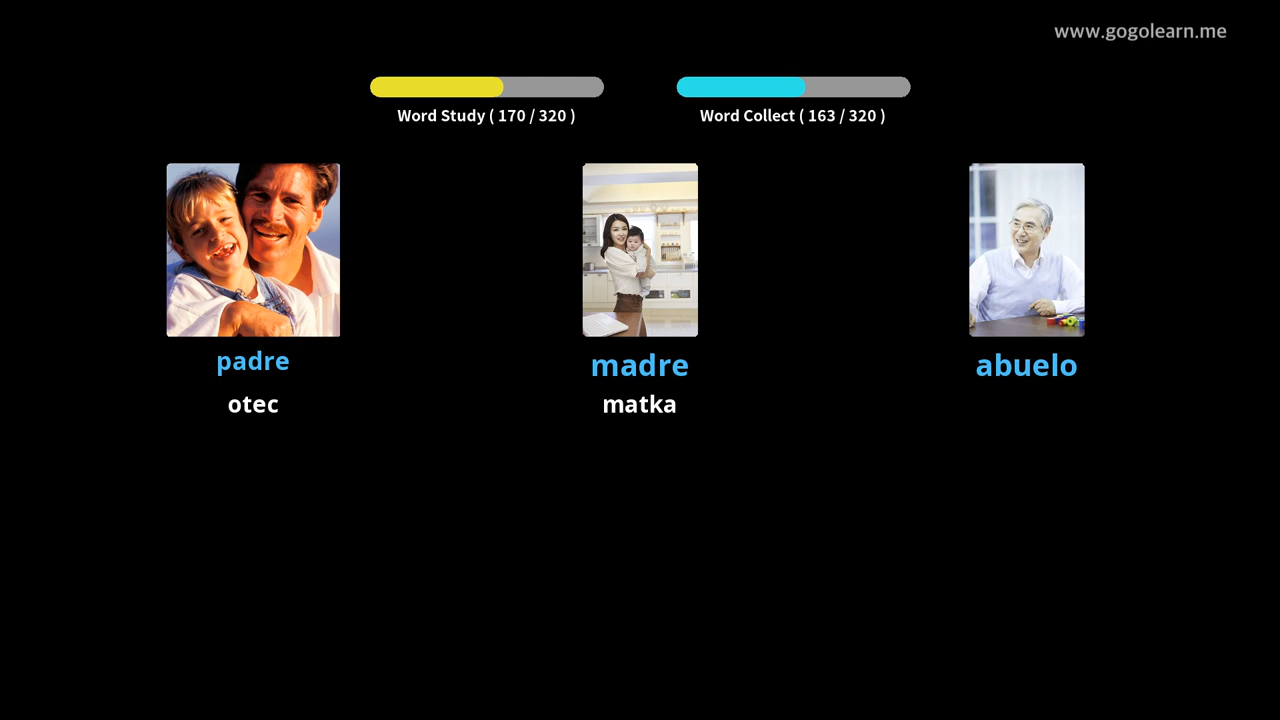 www.gogolearn.me
Word Study ( 170 / 320 )
Word Collect ( 163 / 320 )
padre
otec
madre
matka
abuelo